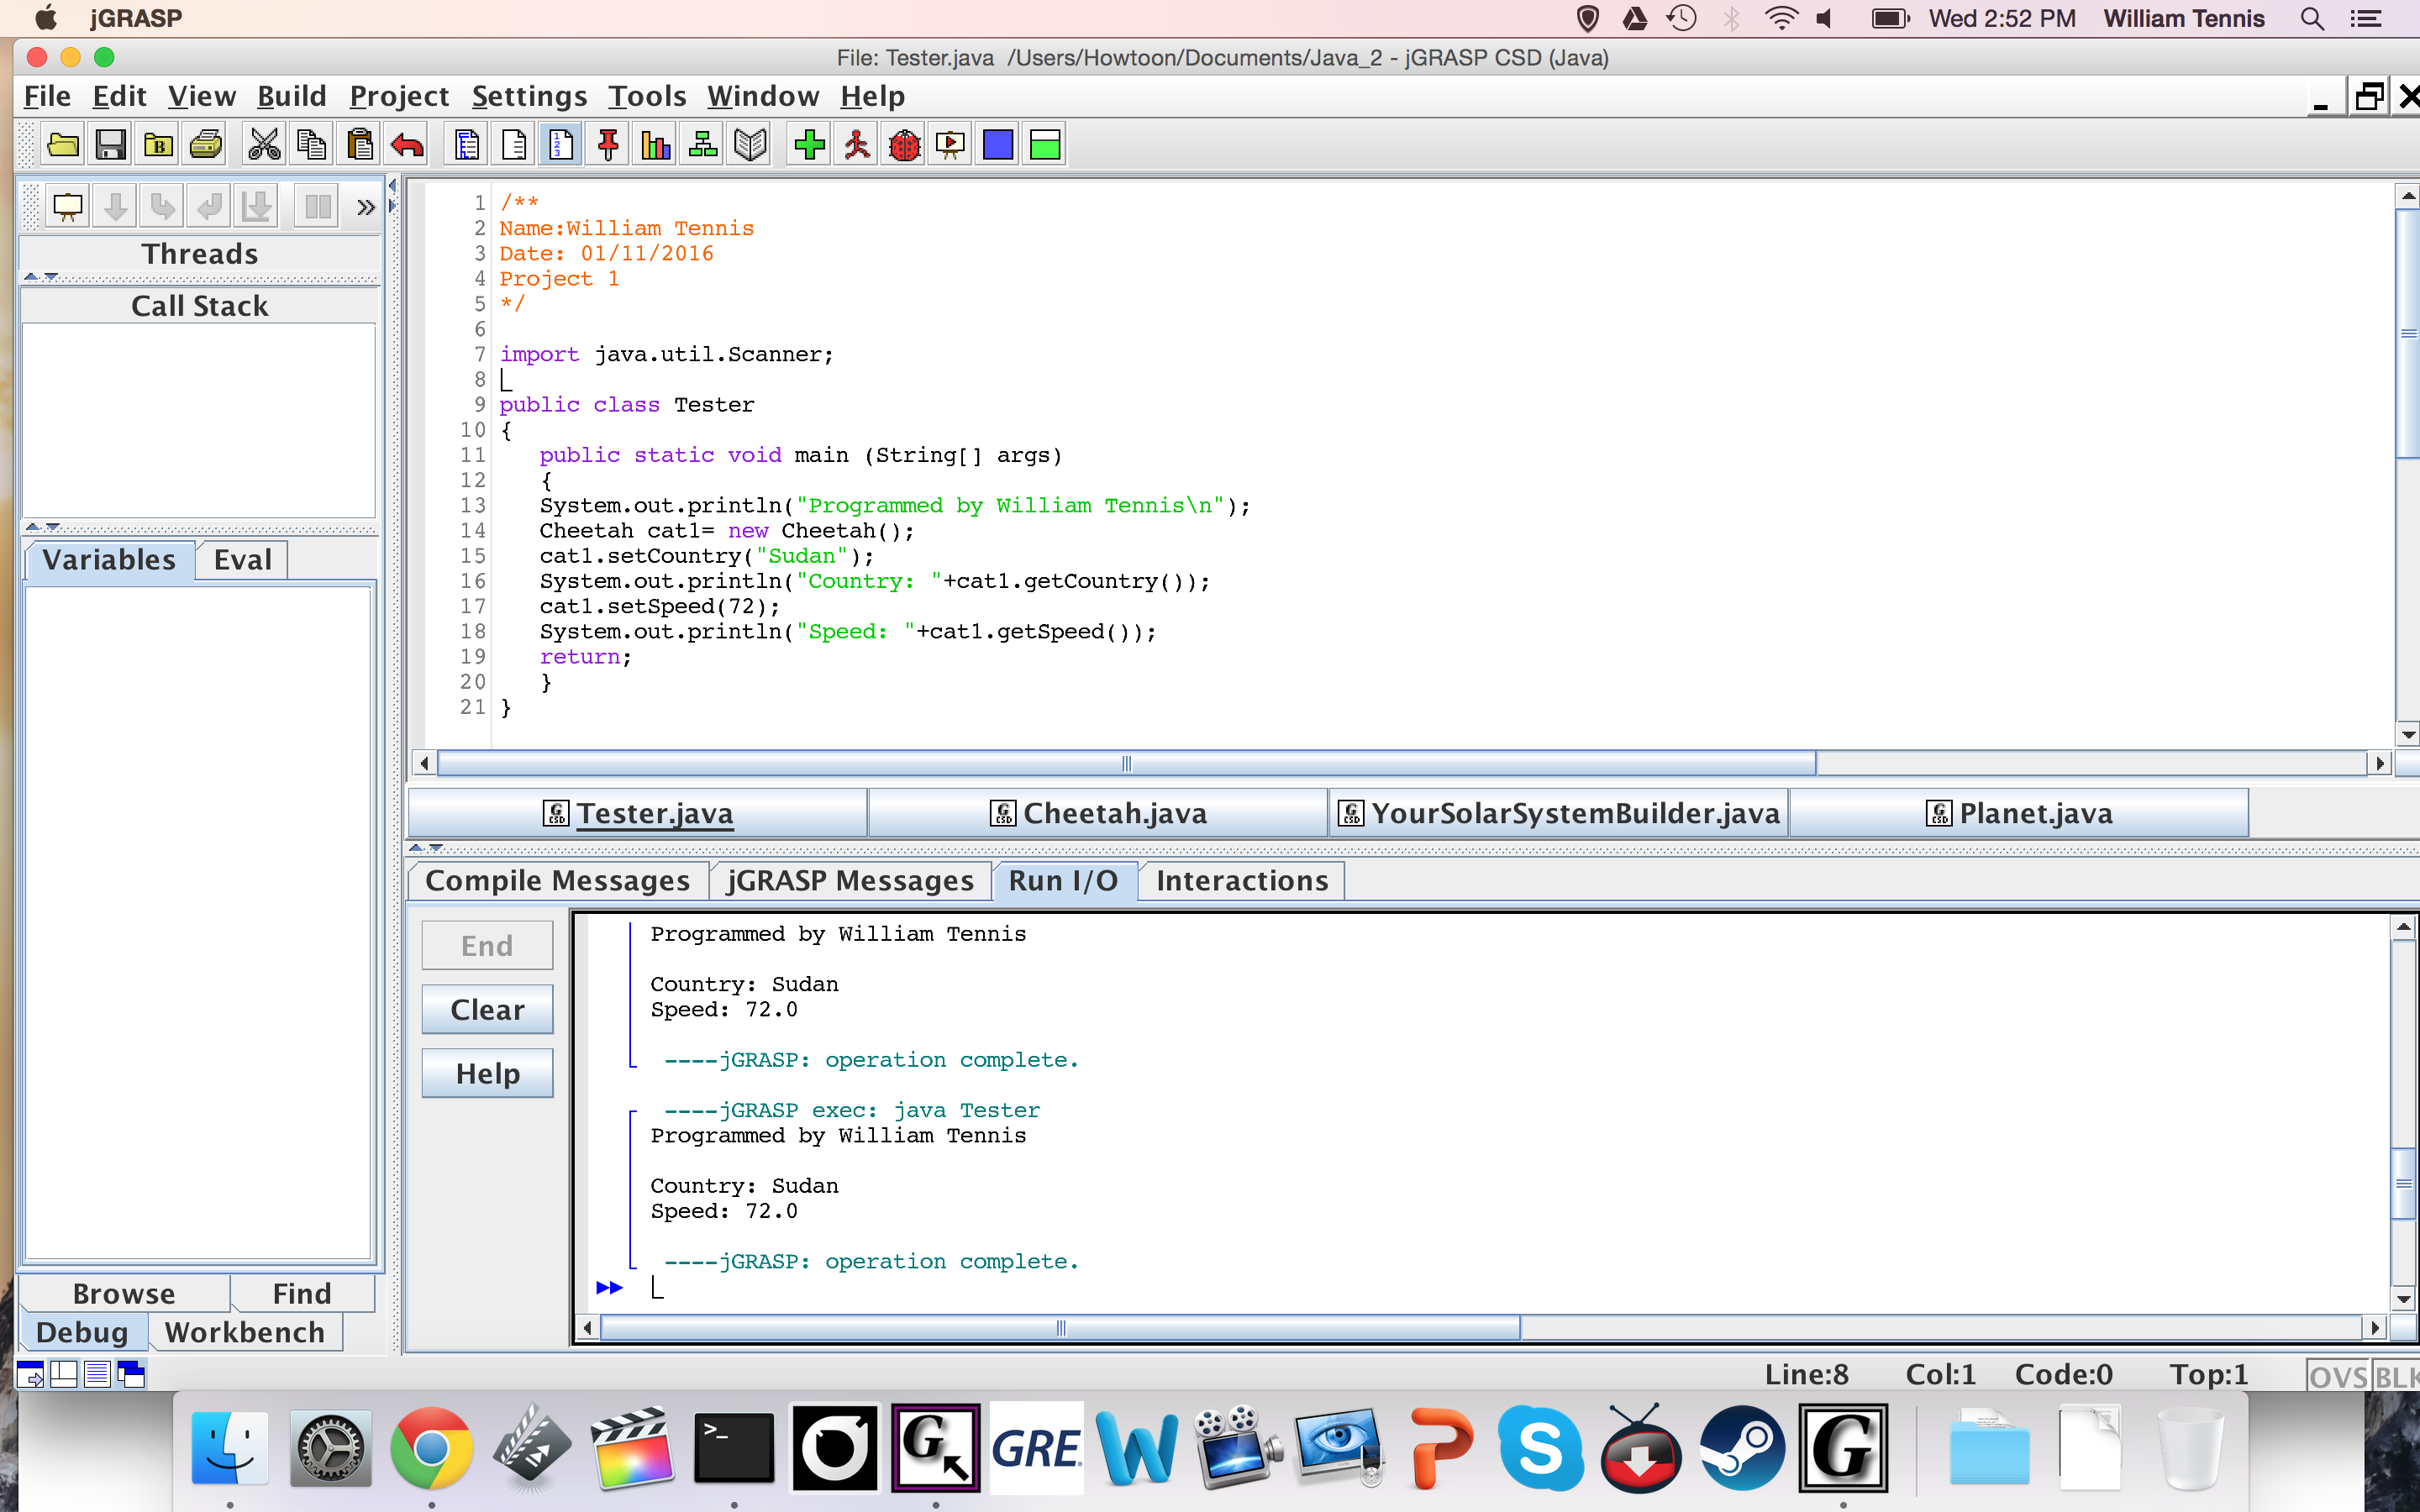 jGRASP
Wed 2:52 PM William Tennis
File: Tester.java /Users/Howtoon/Documents/Java_2 - jGRASP CSD (Java)
File Edit View Build Project Settings Tools Window Help
Threads
Call Stack
Variables Eval
Browse Find
Debug Workbench
1 /**
2 Name:William Tennis
3 Date: 01/11/2016
4 Project 1
5 */
6
7 import java.util.Scanner;
8
9 public class Tester
10 {
11 public static void main (String[] args)
12 {
13 System.out.println("Programmed by William Tennis\n");
14 Cheetah cat1= new Cheetah();
15 cat1.setCountry("Sudan");
16 System.out.println("Country: "+cat1.getCountry());
17 cat1.setSpeed(72);
18 System.out.println("Speed: "+cat1.getSpeed());
19 return;
20 }
21 }
Tester.java Cheetah.java YourSolarSystemBuilder.java Planet.java
Compile Messages jGRASP Messages Run I/O Interactions
End
Clear
Help
Programmed by William Tennis
Country: Sudan
Speed: 72.0
----jGRASP: operation complete.
----jGRASP exec: java Tester
Programmed by William Tennis
Country: Sudan
Speed: 72.0
----jGRASP: operation complete.
Line:8 Col:1 Code:0 Top:1 OVS BLK
GRE